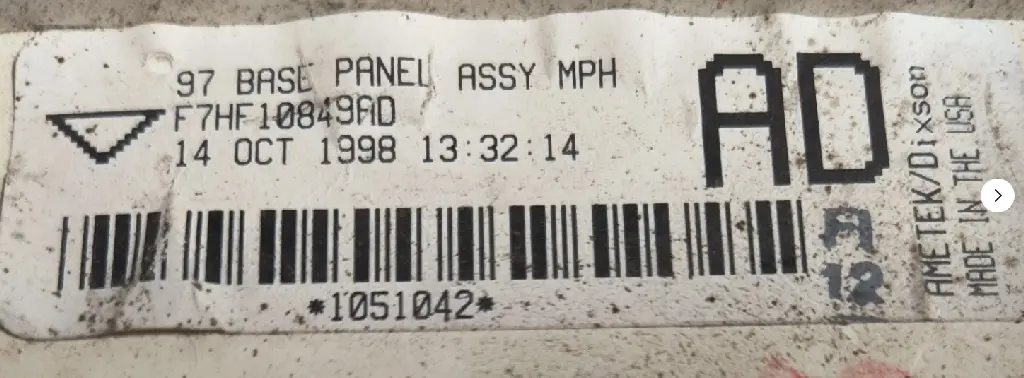 97 BASE PANEL ASSY MPH
F7HF10849AD
14 OCT 1998 13:32:14
*1051042*
AD
A
12
AMETEK/Dixson
MADE IN THE USA